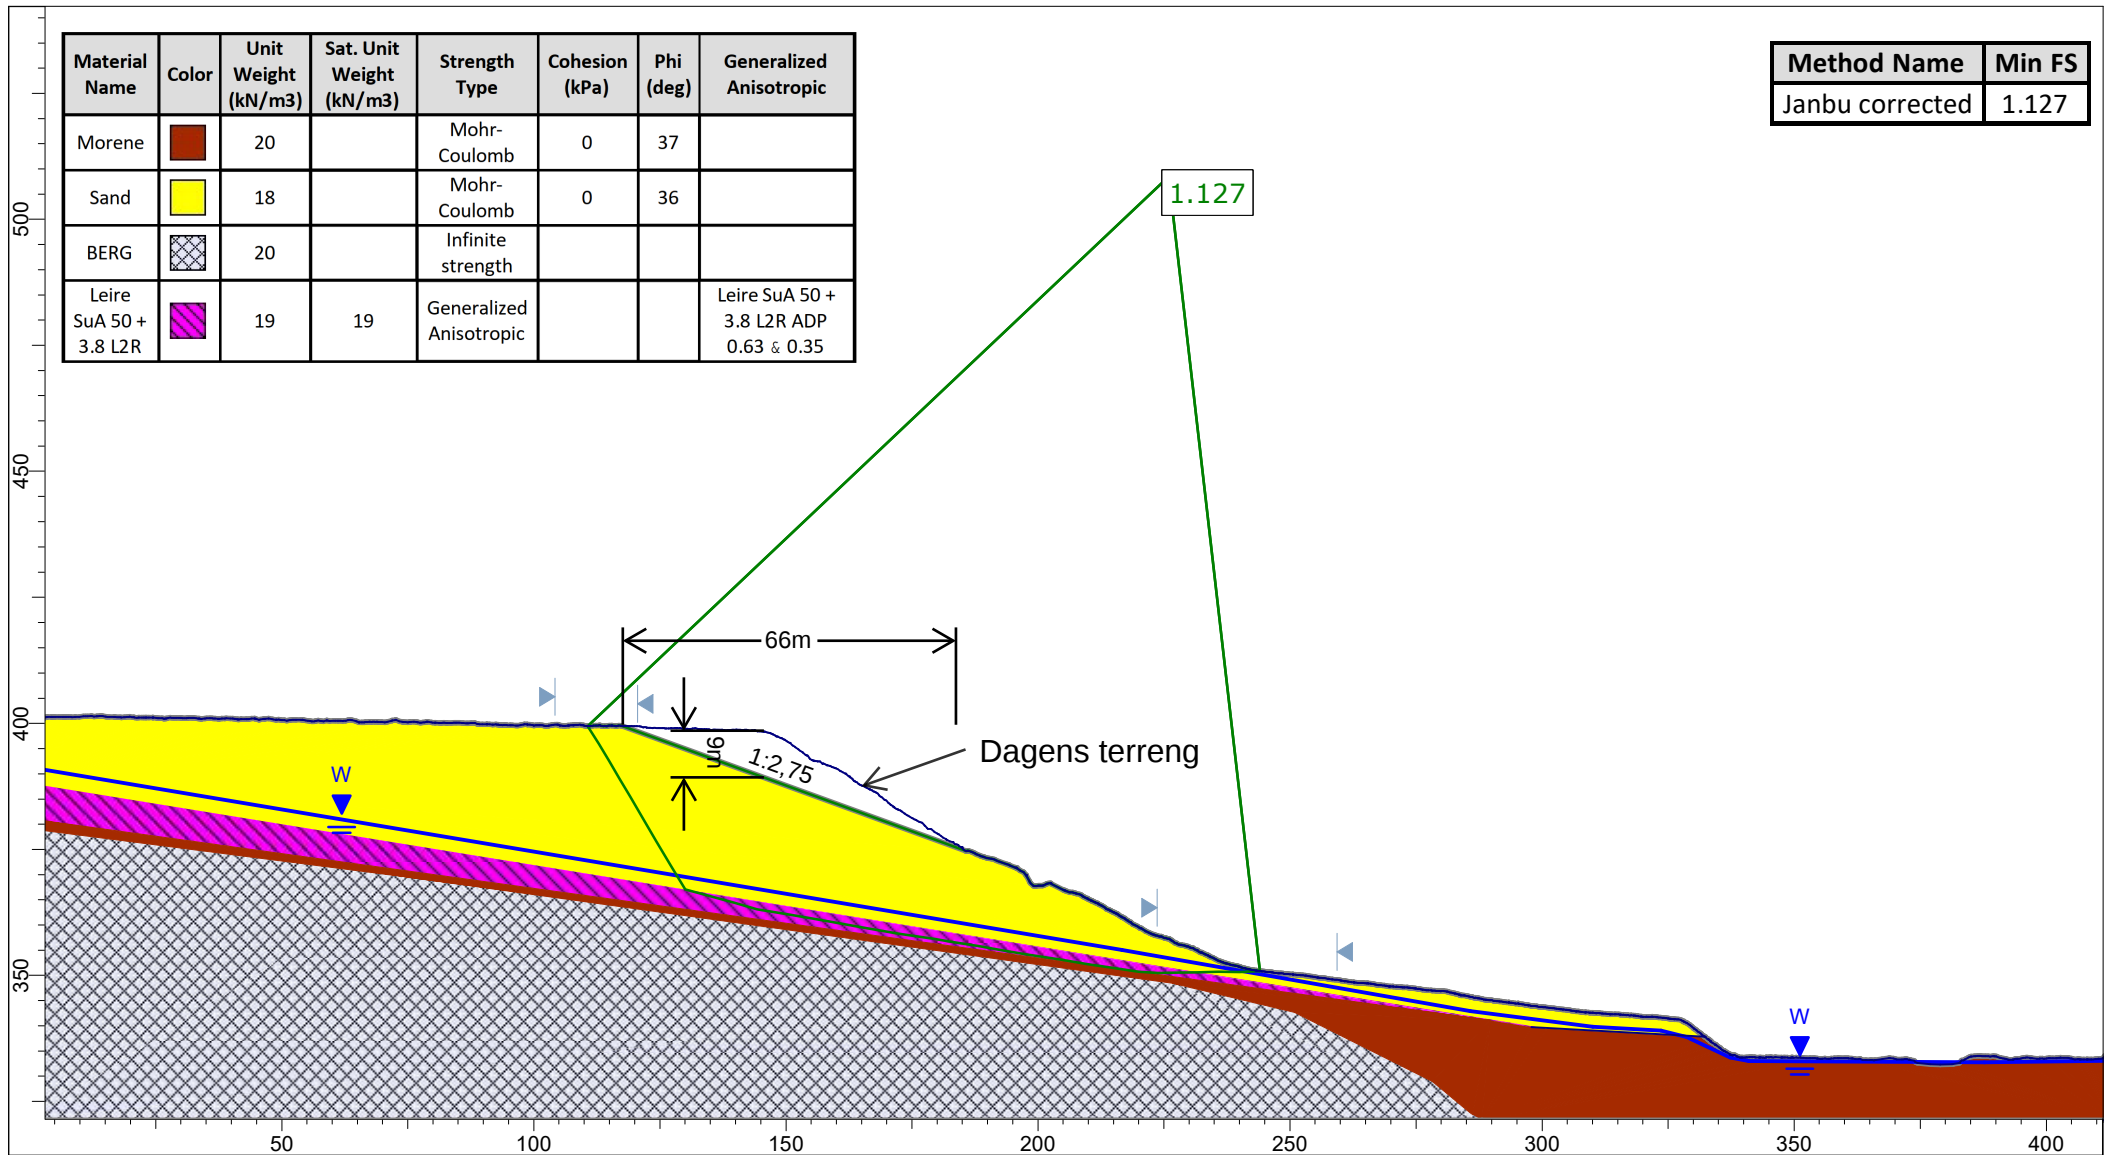 Material Name Color Unit Weight (kN/m3) Sat. Unit Weight (kN/m3) Strength Type Cohesion (kPa) Phi (deg) Generalized Anisotropic
Morene 20 Mohr-Coulomb 0 37
Sand 18 Mohr-Coulomb 0 36
BERG 20 Infinite strength
Leire SuA 50 + 3.8 L2R 19 19 Generalized Anisotropic Leire SuA 50 + 3.8 L2R ADP 0.63 & 0.35
Method Name Min FS
Janbu corrected 1.127
1.127
500
450
400
350
66m
9m
1:2,75
Dagens terreng
W
W
50 100 150 200 250 300 350 400